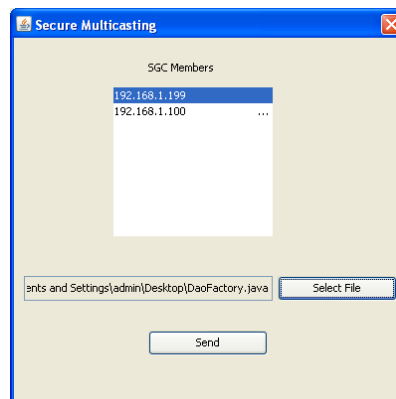 Secure Multicasting
SGC Members
192.168.1.199
192.168.1.100 ...
ents and Settings\admin\Desktop\DaoFactory.java
Select File
Send